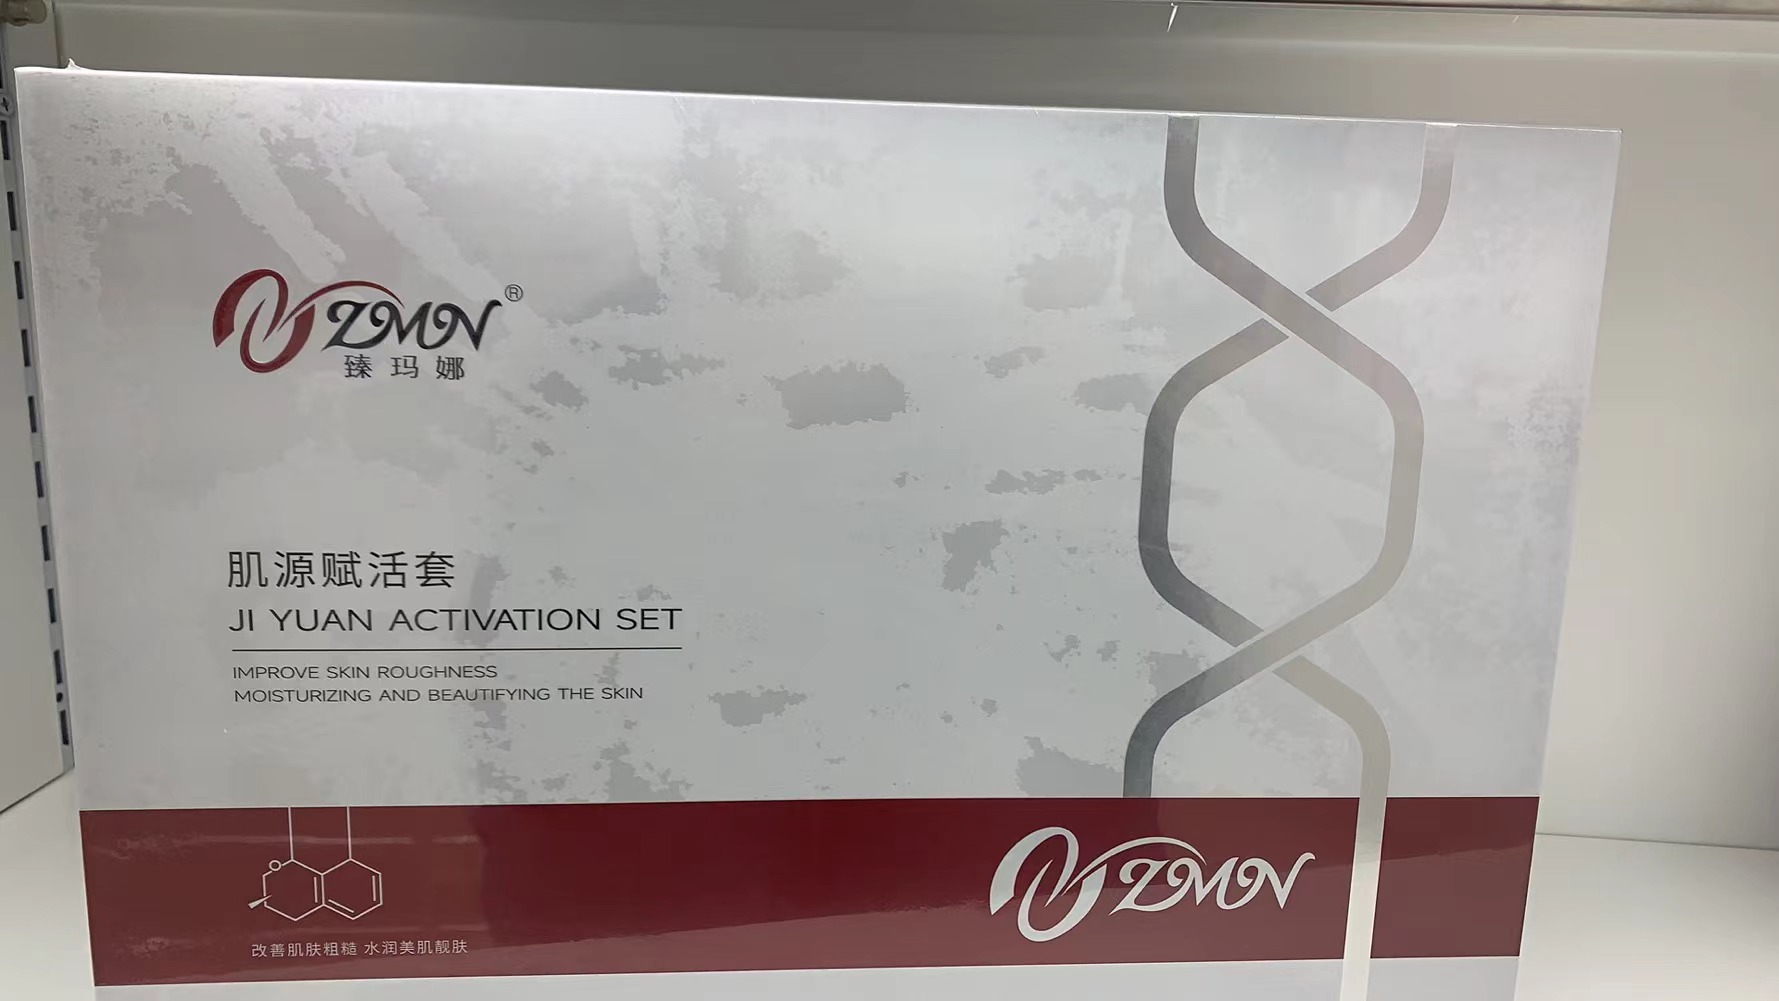 ZMN®
臻玛娜
肌源赋活套
JI YUAN ACTIVATION SET
IMPROVE SKIN ROUGHNESS
MOISTURIZING AND BEAUTIFYING THE SKIN
O
改善肌肤粗糙 水润美肌靓肤
ZMN